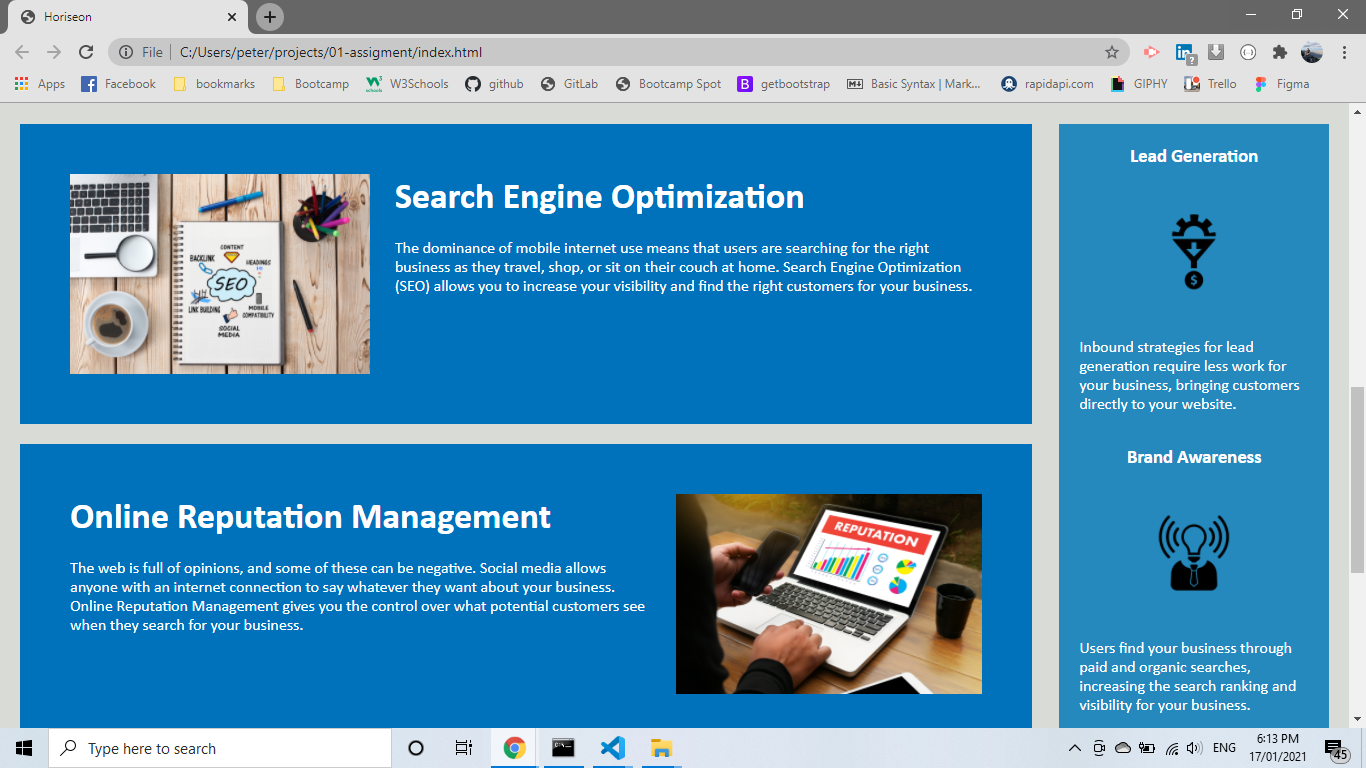 Horiseon
File
C:/Users/peter/projects/01-assigment/index.html
Apps
Facebook
bookmarks
Bootcamp
W3Schools
github
GitLab
Bootcamp Spot
getbootstrap
Basic Syntax | Mark...
rapidapi.com
GIPHY
Trello
Figma
Search Engine Optimization
The dominance of mobile internet use means that users are searching for the right
business as they travel, shop, or sit on their couch at home. Search Engine Optimization
(SEO) allows you to increase your visibility and find the right customers for your business.
CONTENT
BACKLINK
HEADINGS
SEO
LINK BUILDING
MOBILE
COMPATIBILITY
SOCIAL
MEDIA
Online Reputation Management
The web is full of opinions, and some of these can be negative. Social media allows
anyone with an internet connection to say whatever they want about your business.
Online Reputation Management gives you the control over what potential customers see
when they search for your business.
REPUTATION
Lead Generation
$
Inbound strategies for lead
generation require less work for
your business, bringing customers
directly to your website.
Brand Awareness
Users find your business through
paid and organic searches,
increasing the search ranking and
visibility for your business.
Type here to search
ENG
6:13 PM
17/01/2021
45